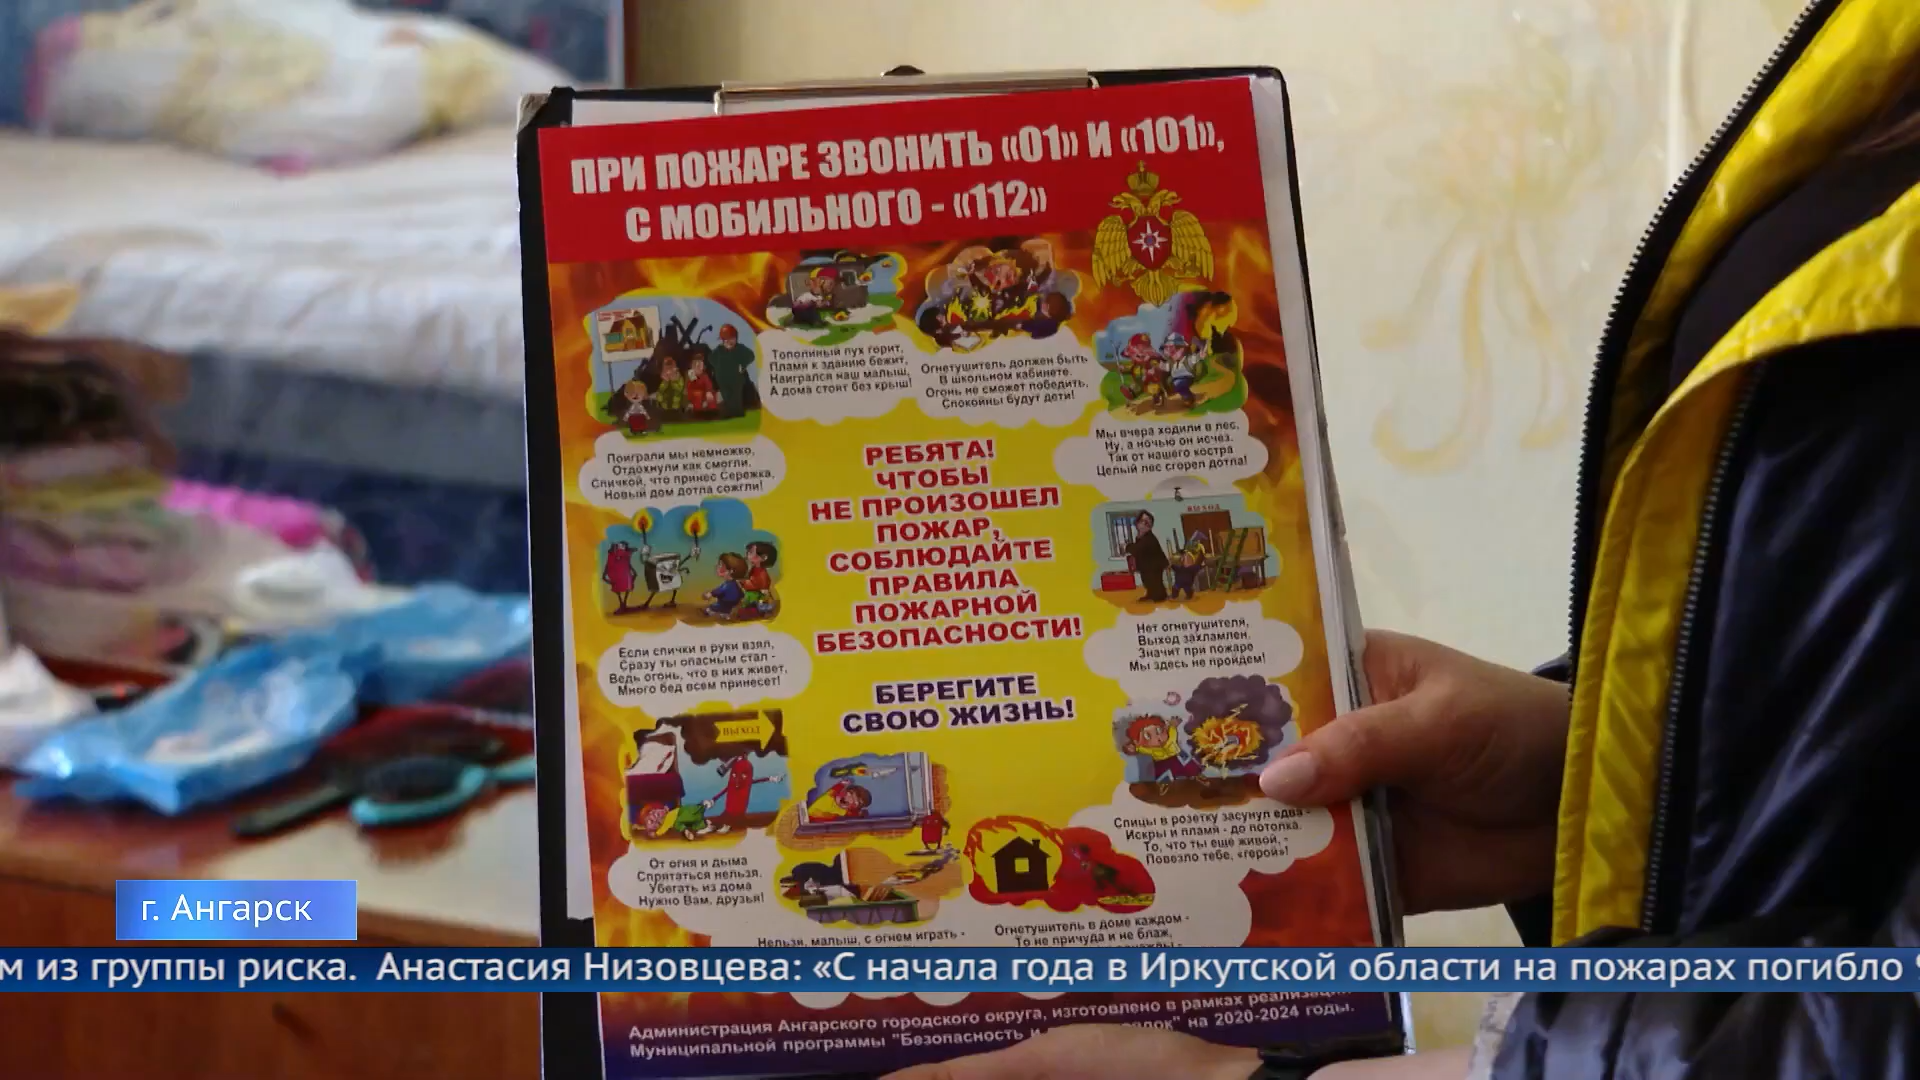 ПРИ ПОЖАРЕ ЗВОНИТЬ «01» И «101»,
С МОБИЛЬНОГО - «112»
Тополиный пух горит,
Пламя к зданию бежит,
Наигрался наш малыш,
А дома стоят без крыш!
Огнетушитель должен быть
В школьном кабинете.
Огонь не сможет победить,
Спокойны будут дети!
Поиграли мы немножко,
Отдохнули как смогли,
Спичкой, что принес Сережка,
Новый дом дотла сожгли!
РЕБЯТА!
ЧТОБЫ
НЕ ПРОИЗОШЕЛ
ПОЖАР,
СОБЛЮДАЙТЕ
ПРАВИЛА
ПОЖАРНОЙ
БЕЗОПАСНОСТИ!
БЕРЕГИТЕ
СВОЮ ЖИЗНЬ!
Мы вчера ходили в лес,
Ну, а ночью он исчез.
Так от нашего костра
Целый лес сгорел дотла!
ВЫХОД
Если спички в руки взял,
Сразу ты опасным стал -
Ведь огонь, что в них живет,
Много бед всем принесет!
Нет огнетушителя,
Выход захламлен.
Значит при пожаре
Мы здесь не пройдем!
ВЫХОД
От огня и дыма
Спрятаться нельзя.
Убегать из дома
Нужно Вам, друзья!
Спицы в розетку засунул едва -
Искры и пламя - до потолка.
То, что ты еще живой, -
Повезло тебе, «герой»!
Нельзя, малыш, с огнем играть -
Огнетушитель в доме каждом -
То не причуда и не блаж,
г. Ангарск
м из группы риска. Анастасия Низовцева: «С начала года в Иркутской области на пожарах погибло
Администрация Ангарского городского округа, изготовлено в рамках реализации
Муниципальной программы "Безопасность и на 2020-2024 годы.